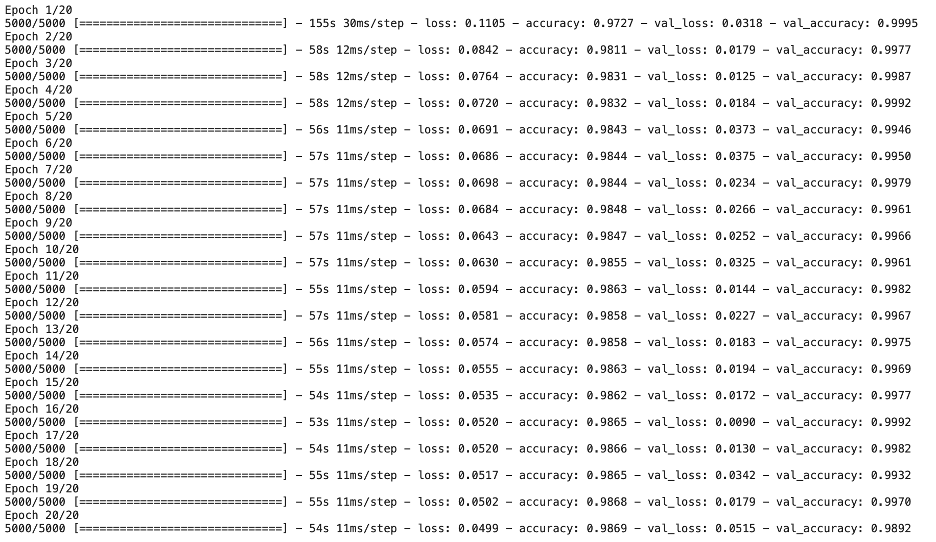 Epoch 1/20
5000/5000 [==============================] - 155s 30ms/step - loss: 0.1105 - accuracy: 0.9727 - val_loss: 0.0318 - val_accuracy: 0.9995
Epoch 2/20
5000/5000 [==============================] - 58s 12ms/step - loss: 0.0842 - accuracy: 0.9811 - val_loss: 0.0179 - val_accuracy: 0.9977
Epoch 3/20
5000/5000 [==============================] - 58s 12ms/step - loss: 0.0764 - accuracy: 0.9831 - val_loss: 0.0125 - val_accuracy: 0.9987
Epoch 4/20
5000/5000 [==============================] - 58s 12ms/step - loss: 0.0720 - accuracy: 0.9832 - val_loss: 0.0184 - val_accuracy: 0.9992
Epoch 5/20
5000/5000 [==============================] - 56s 11ms/step - loss: 0.0691 - accuracy: 0.9843 - val_loss: 0.0373 - val_accuracy: 0.9946
Epoch 6/20
5000/5000 [==============================] - 57s 11ms/step - loss: 0.0686 - accuracy: 0.9844 - val_loss: 0.0375 - val_accuracy: 0.9950
Epoch 7/20
5000/5000 [==============================] - 57s 11ms/step - loss: 0.0698 - accuracy: 0.9844 - val_loss: 0.0234 - val_accuracy: 0.9979
Epoch 8/20
5000/5000 [==============================] - 57s 11ms/step - loss: 0.0684 - accuracy: 0.9848 - val_loss: 0.0266 - val_accuracy: 0.9961
Epoch 9/20
5000/5000 [==============================] - 57s 11ms/step - loss: 0.0643 - accuracy: 0.9847 - val_loss: 0.0252 - val_accuracy: 0.9966
Epoch 10/20
5000/5000 [==============================] - 57s 11ms/step - loss: 0.0630 - accuracy: 0.9855 - val_loss: 0.0325 - val_accuracy: 0.9961
Epoch 11/20
5000/5000 [==============================] - 55s 11ms/step - loss: 0.0594 - accuracy: 0.9863 - val_loss: 0.0144 - val_accuracy: 0.9982
Epoch 12/20
5000/5000 [==============================] - 57s 11ms/step - loss: 0.0581 - accuracy: 0.9858 - val_loss: 0.0227 - val_accuracy: 0.9967
Epoch 13/20
5000/5000 [==============================] - 56s 11ms/step - loss: 0.0574 - accuracy: 0.9858 - val_loss: 0.0183 - val_accuracy: 0.9975
Epoch 14/20
5000/5000 [==============================] - 55s 11ms/step - loss: 0.0555 - accuracy: 0.9863 - val_loss: 0.0194 - val_accuracy: 0.9969
Epoch 15/20
5000/5000 [==============================] - 54s 11ms/step - loss: 0.0535 - accuracy: 0.9862 - val_loss: 0.0172 - val_accuracy: 0.9977
Epoch 16/20
5000/5000 [==============================] - 53s 11ms/step - loss: 0.0520 - accuracy: 0.9865 - val_loss: 0.0090 - val_accuracy: 0.9992
Epoch 17/20
5000/5000 [==============================] - 54s 11ms/step - loss: 0.0520 - accuracy: 0.9866 - val_loss: 0.0130 - val_accuracy: 0.9982
Epoch 18/20
5000/5000 [==============================] - 55s 11ms/step - loss: 0.0517 - accuracy: 0.9865 - val_loss: 0.0342 - val_accuracy: 0.9932
Epoch 19/20
5000/5000 [==============================] - 55s 11ms/step - loss: 0.0502 - accuracy: 0.9868 - val_loss: 0.0179 - val_accuracy: 0.9970
Epoch 20/20
5000/5000 [==============================] - 54s 11ms/step - loss: 0.0499 - accuracy: 0.9869 - val_loss: 0.0515 - val_accuracy: 0.9892